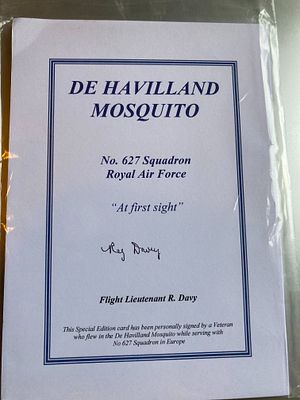 DE HAVILLAND
MOSQUITO
No. 627 Squadron
Royal Air Force
"At first sight"
Reg Davey
Flight Lieutenant R. Davy
This Special Edition card has been personally signed by a Veteran
who flew in the De Havilland Mosquito while serving with
No 627 Squadron in Europe